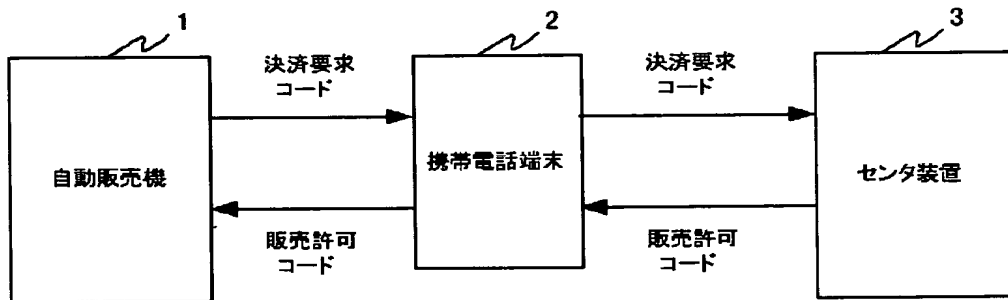 1
2
3
決済要求
コード
決済要求
コード
自動販売機
携帯電話端末
センタ装置
販売許可
コード
販売許可
コード